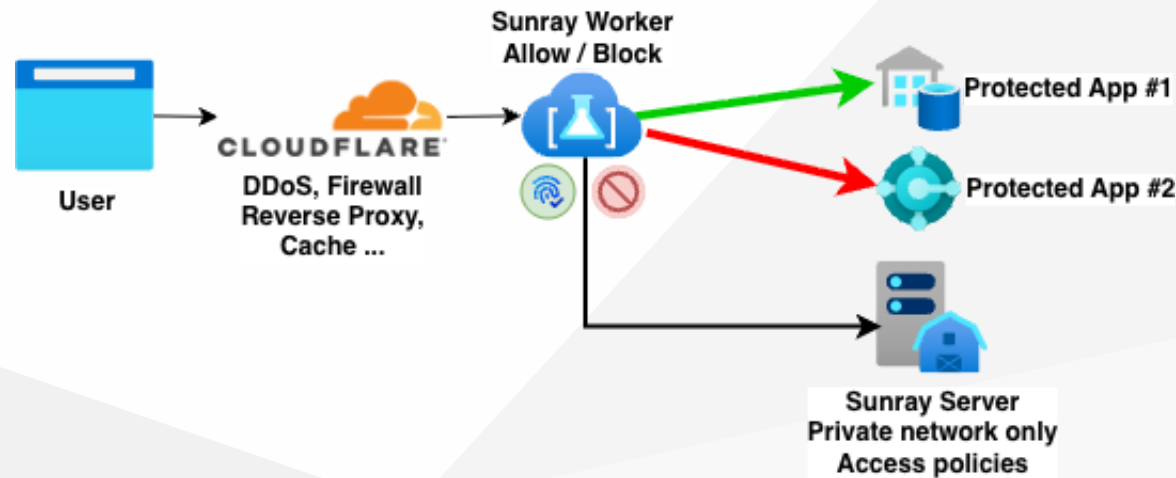 Sunray Worker
Allow / Block
User
CLOUDFLARE
DDoS, Firewall
Reverse Proxy,
Cache ...
Protected App #1
Protected App #2
Sunray Server
Private network only
Access policies